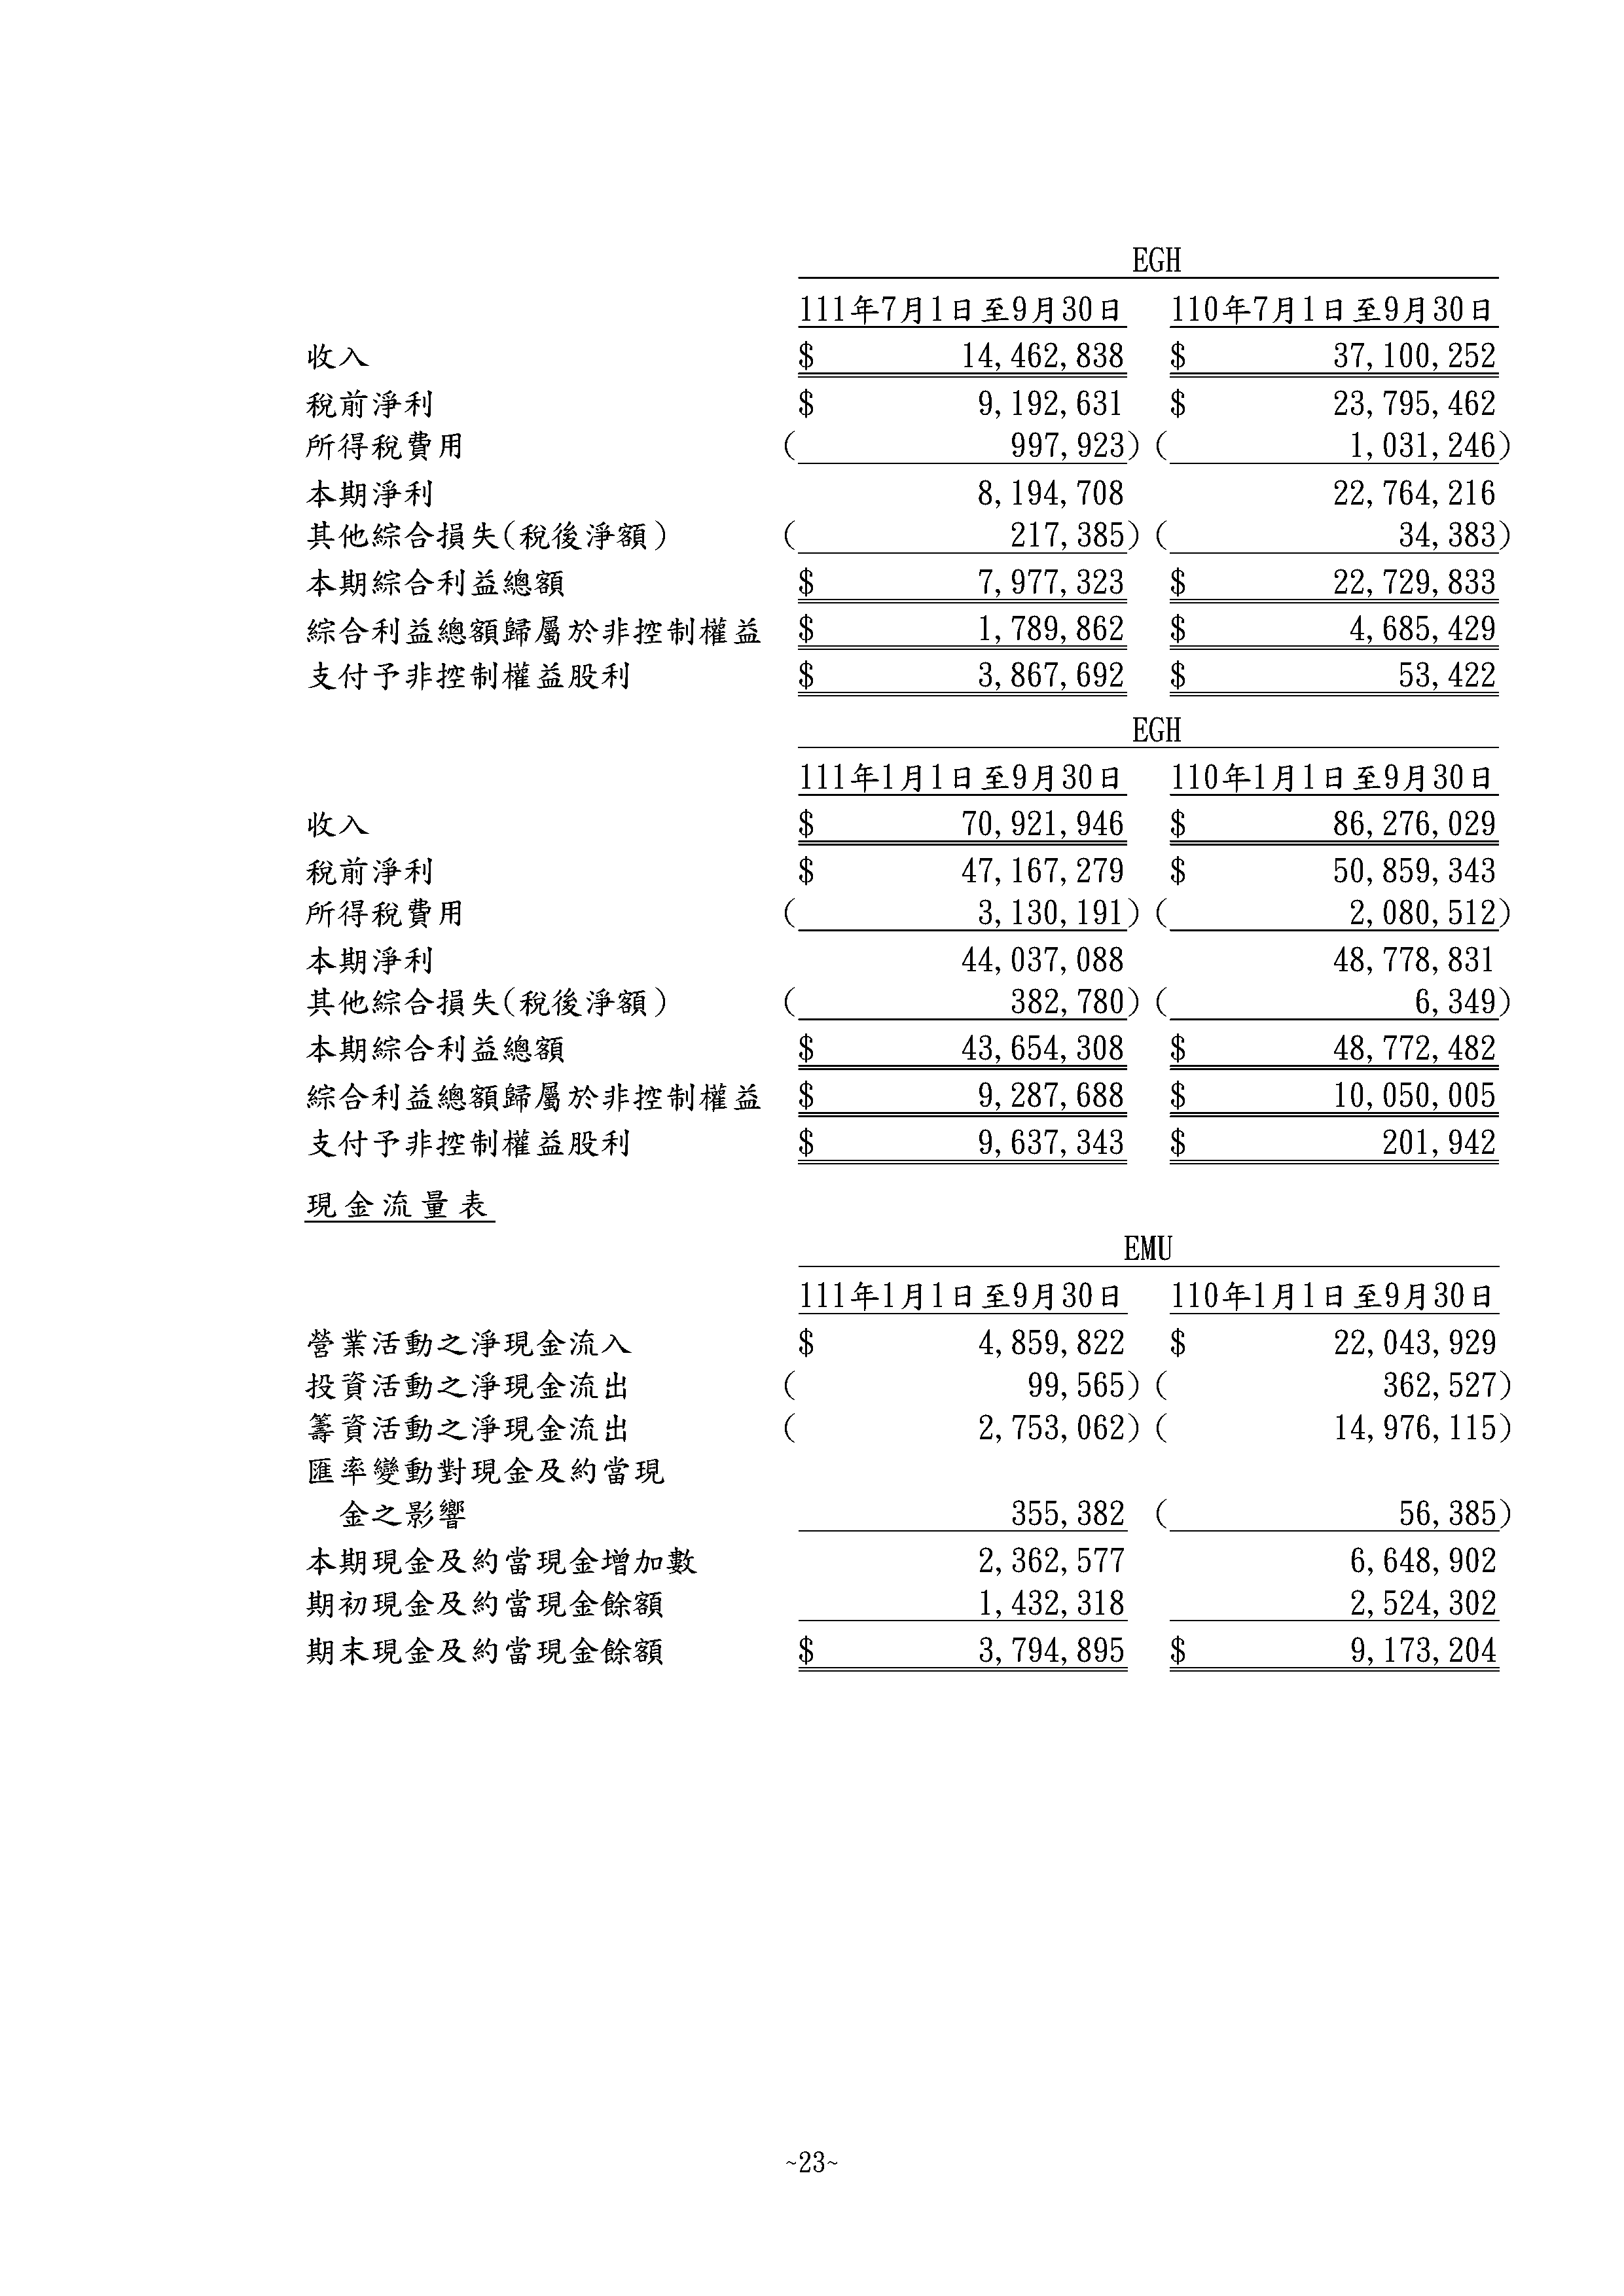 EGH
111年7月1日至9月30日 110年7月1日至9月30日
收入 $ 14,462,838 $ 37,100,252
稅前淨利 $ 9,192,631 $ 23,795,462
所得稅費用 ( 997,923) ( 1,031,246)
本期淨利 8,194,708 22,764,216
其他綜合損失(稅後淨額) ( 217,385) ( 34,383)
本期綜合利益總額 $ 7,977,323 $ 22,729,833
綜合利益總額歸屬於非控制權益 $ 1,789,862 $ 4,685,429
支付予非控制權益股利 $ 3,867,692 $ 53,422
EGH
111年1月1日至9月30日 110年1月1日至9月30日
收入 $ 70,921,946 $ 86,276,029
稅前淨利 $ 47,167,279 $ 50,859,343
所得稅費用 ( 3,130,191) ( 2,080,512)
本期淨利 44,037,088 48,778,831
其他綜合損失(稅後淨額) ( 382,780) ( 6,349)
本期綜合利益總額 $ 43,654,308 $ 48,772,482
綜合利益總額歸屬於非控制權益 $ 9,287,688 $ 10,050,005
支付予非控制權益股利 $ 9,637,343 $ 201,942
現金流量表
EMU
111年1月1日至9月30日 110年1月1日至9月30日
營業活動之淨現金流入 $ 4,859,822 $ 22,043,929
投資活動之淨現金流出 ( 99,565) ( 362,527)
籌資活動之淨現金流出 ( 2,753,062) ( 14,976,115)
匯率變動對現金及約當現
金之影響 355,382 ( 56,385)
本期現金及約當現金增加數 2,362,577 6,648,902
期初現金及約當現金餘額 1,432,318 2,524,302
期末現金及約當現金餘額 $ 3,794,895 $ 9,173,204
~23~